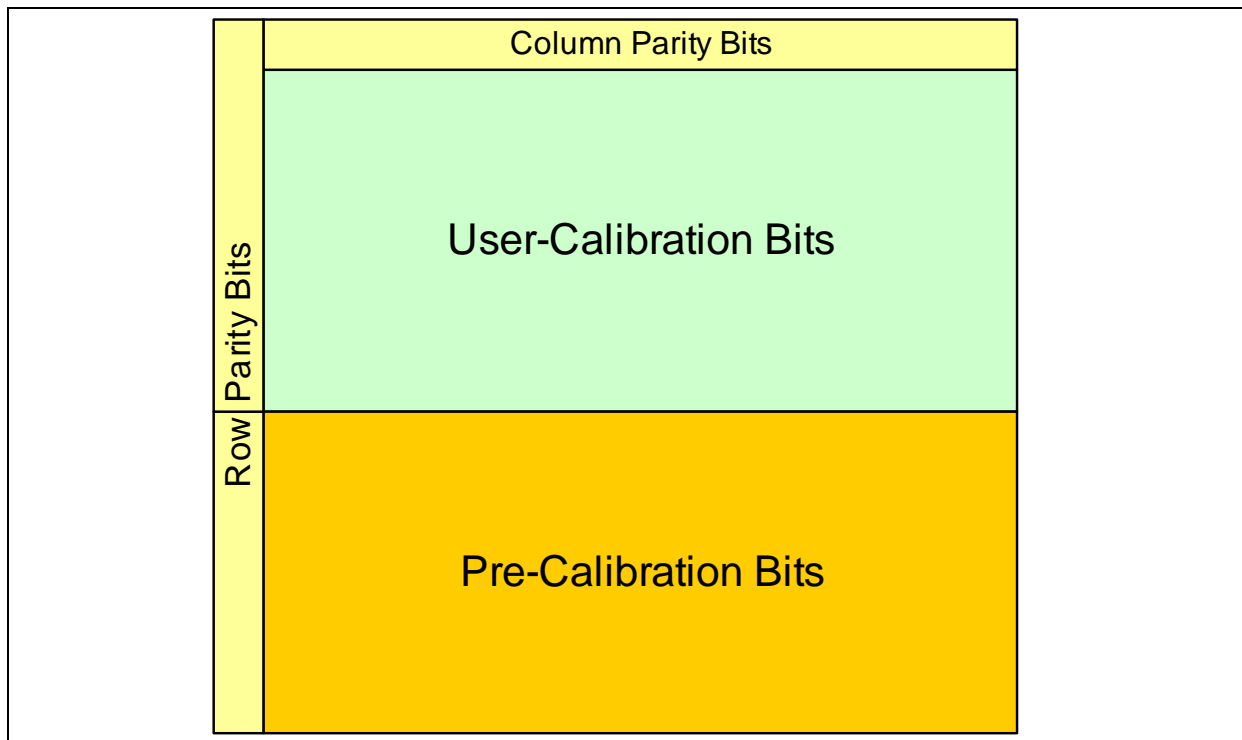 Column Parity Bits
User-Calibration Bits
Row Parity Bits
Pre-Calibration Bits